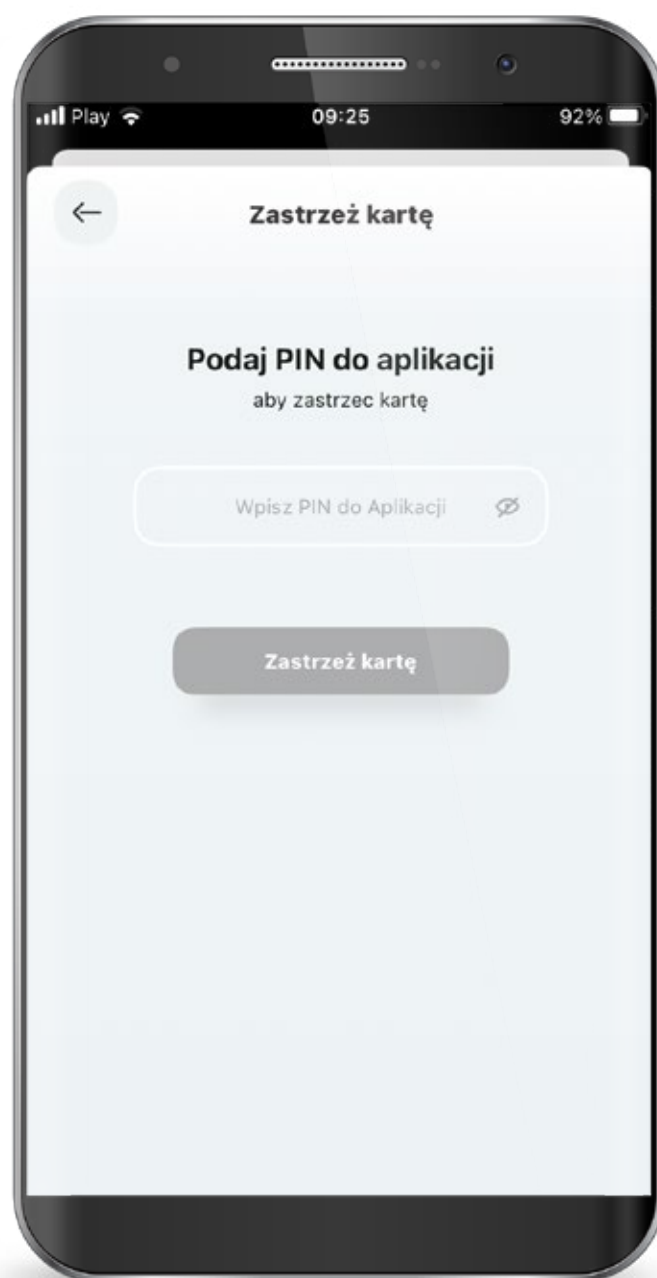 Play
09:25
92%
Zastrzeż kartę
Podaj PIN do aplikacji
aby zastrzec kartę
Wpisz PIN do Aplikacji
Zastrzeż kartę